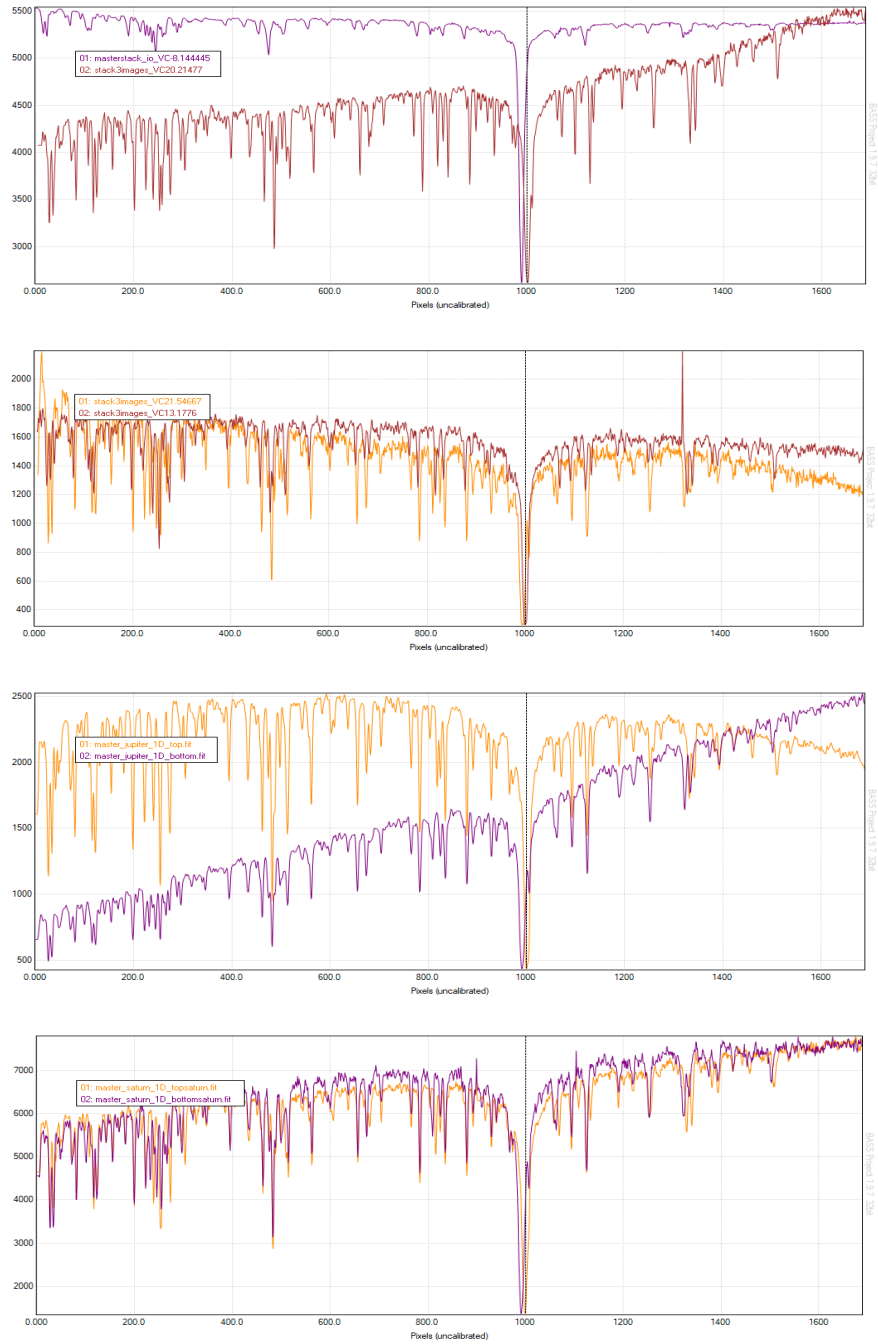 5500
5000
4500
4000
3500
3000
01: masterstack_io_VC-8.144445
02: stack3images_VC20.21477
0.000 200.0 400.0 600.0 800.0 1000 1200 1400 1600
Pixels (uncalibrated)
BASS Project 1.9.7 32bit
2000
1800
1600
1400
1200
1000
800
600
400
01: stack3images_VC21.54667
02: stack3images_VC13.1776
0.000 200.0 400.0 600.0 800.0 1000 1200 1400 1600
Pixels (uncalibrated)
BASS Project 1.9.7 32bit
2500
2000
1500
1000
500
01: master_jupiter_1D_top.fit
02: master_jupiter_1D_bottom.fit
0.000 200.0 400.0 600.0 800.0 1000 1200 1400 1600
Pixels (uncalibrated)
BASS Project 1.9.7 32bit
7000
6000
5000
4000
3000
2000
01: master_saturn_1D_topsaturn.fit
02: master_saturn_1D_bottomsaturn.fit
0.000 200.0 400.0 600.0 800.0 1000 1200 1400 1600
Pixels (uncalibrated)
BASS Project 1.9.7 32bit